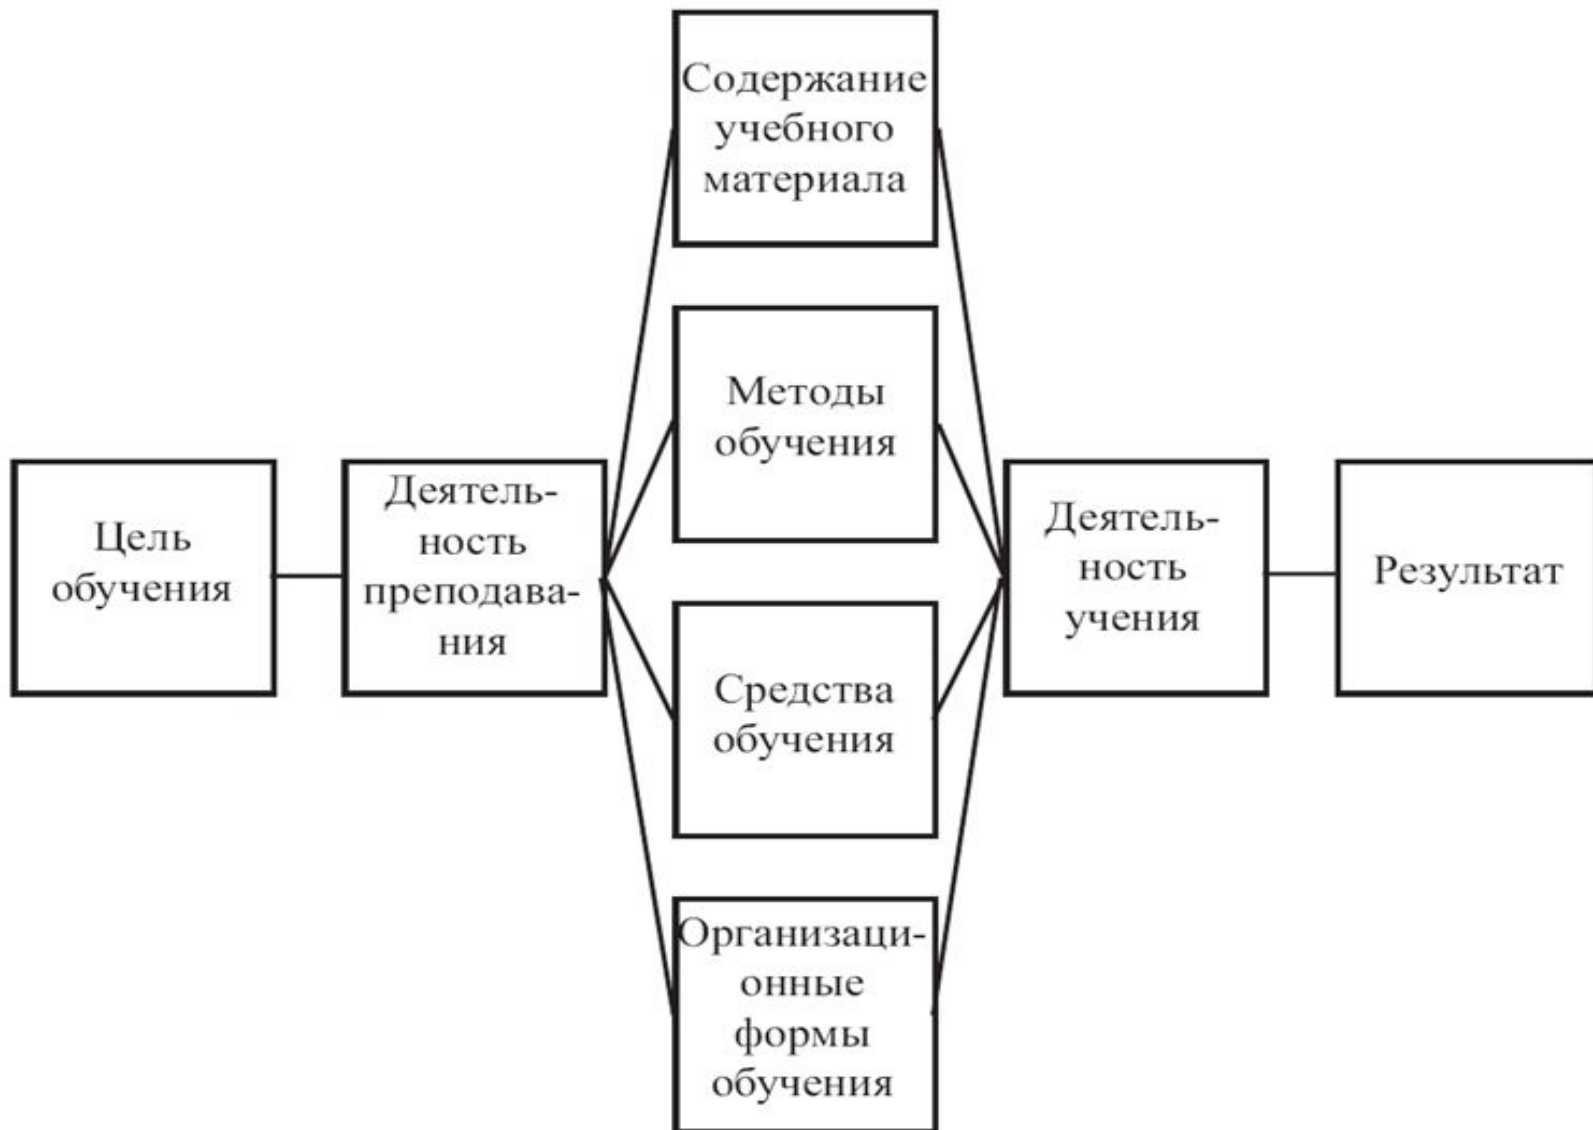 Содержание
учебного
материала
Методы
обучения
Цель
обучения
Деятель-
ность
преподава-
ния
Деятель-
ность
учения
Результат
Средства
обучения
Организаци-
онные
формы
обучения